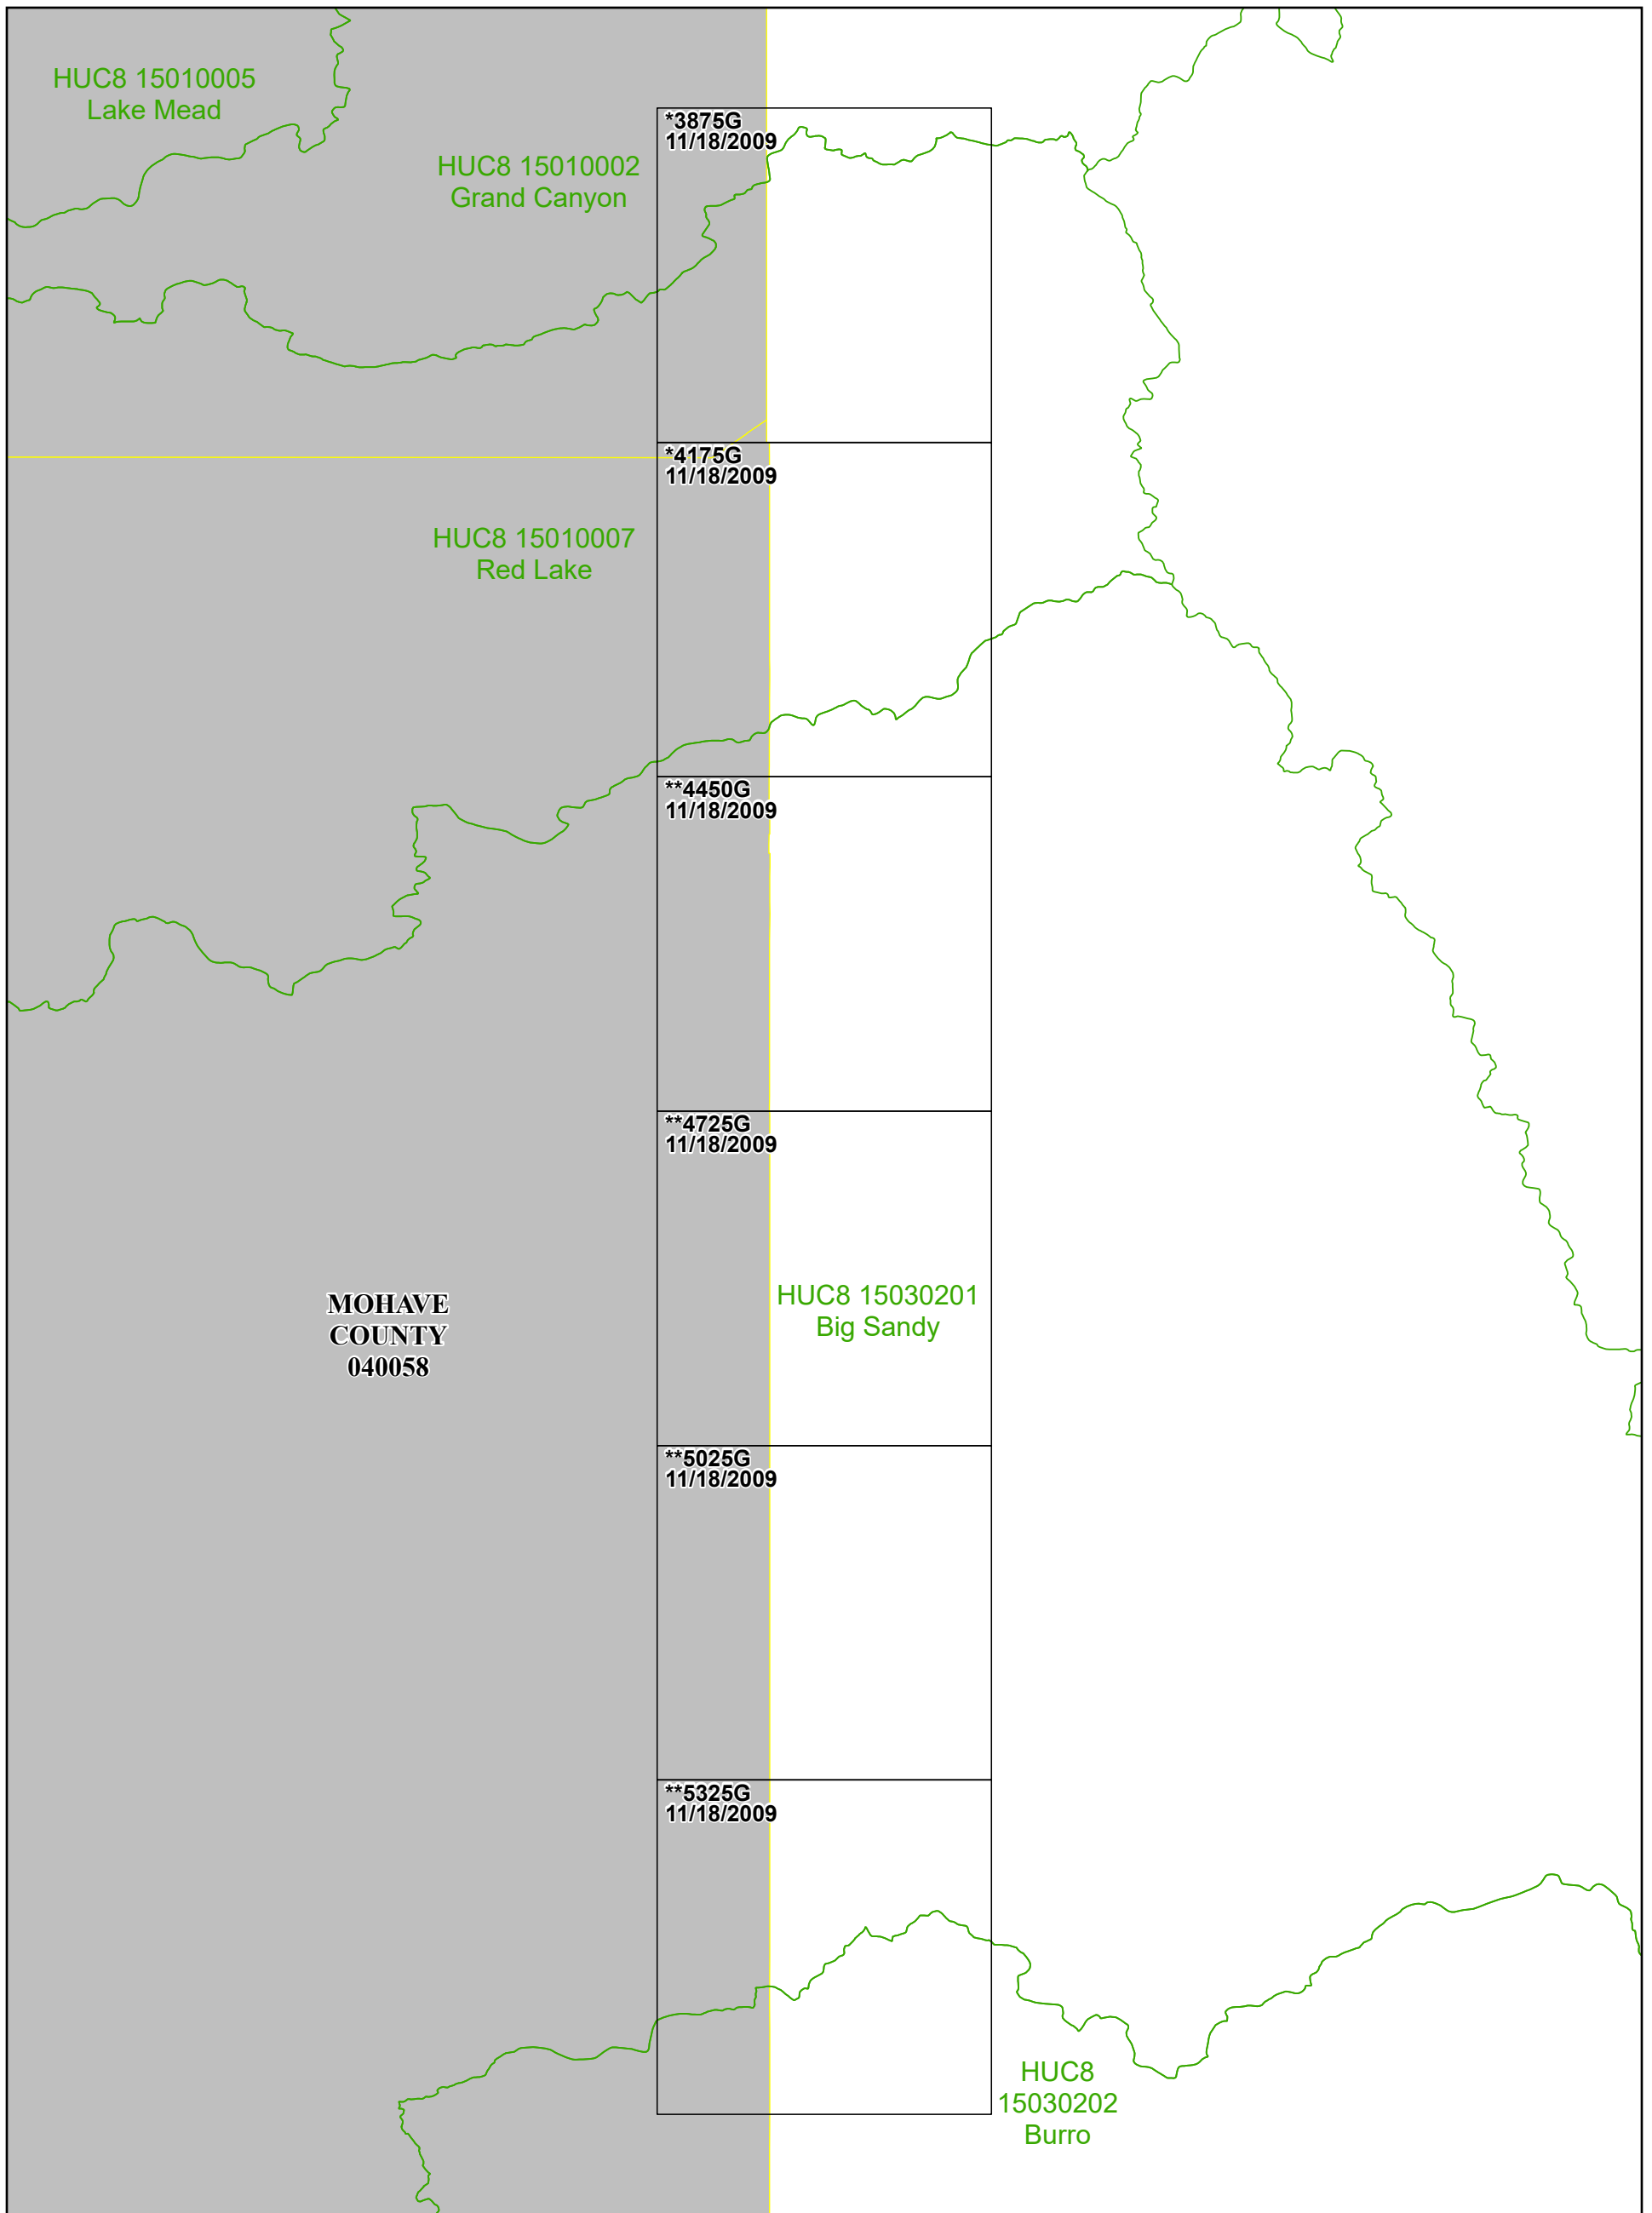 HUC8 15010005
Lake Mead
*3875G
11/18/2009
HUC8 15010002
Grand Canyon
*4175G
11/18/2009
HUC8 15010007
Red Lake
**4450G
11/18/2009
**4725G
11/18/2009
HUC8 15030201
Big Sandy
MOHAVE
COUNTY
040058
**5025G
11/18/2009
**5325G
11/18/2009
HUC8
15030202
Burro